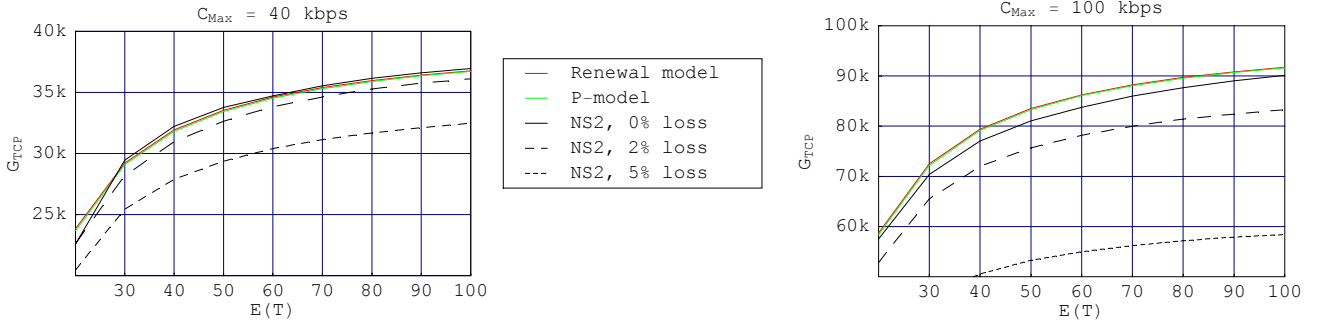 C_Max = 40 kbps
40k
35k
30k
25k
G_TCP
30 40 50 60 70 80 90 100
E(T)
Renewal model
P-model
NS2, 0% loss
NS2, 2% loss
NS2, 5% loss
C_Max = 100 kbps
100k
90k
80k
70k
60k
G_TCP
30 40 50 60 70 80 90 100
E(T)